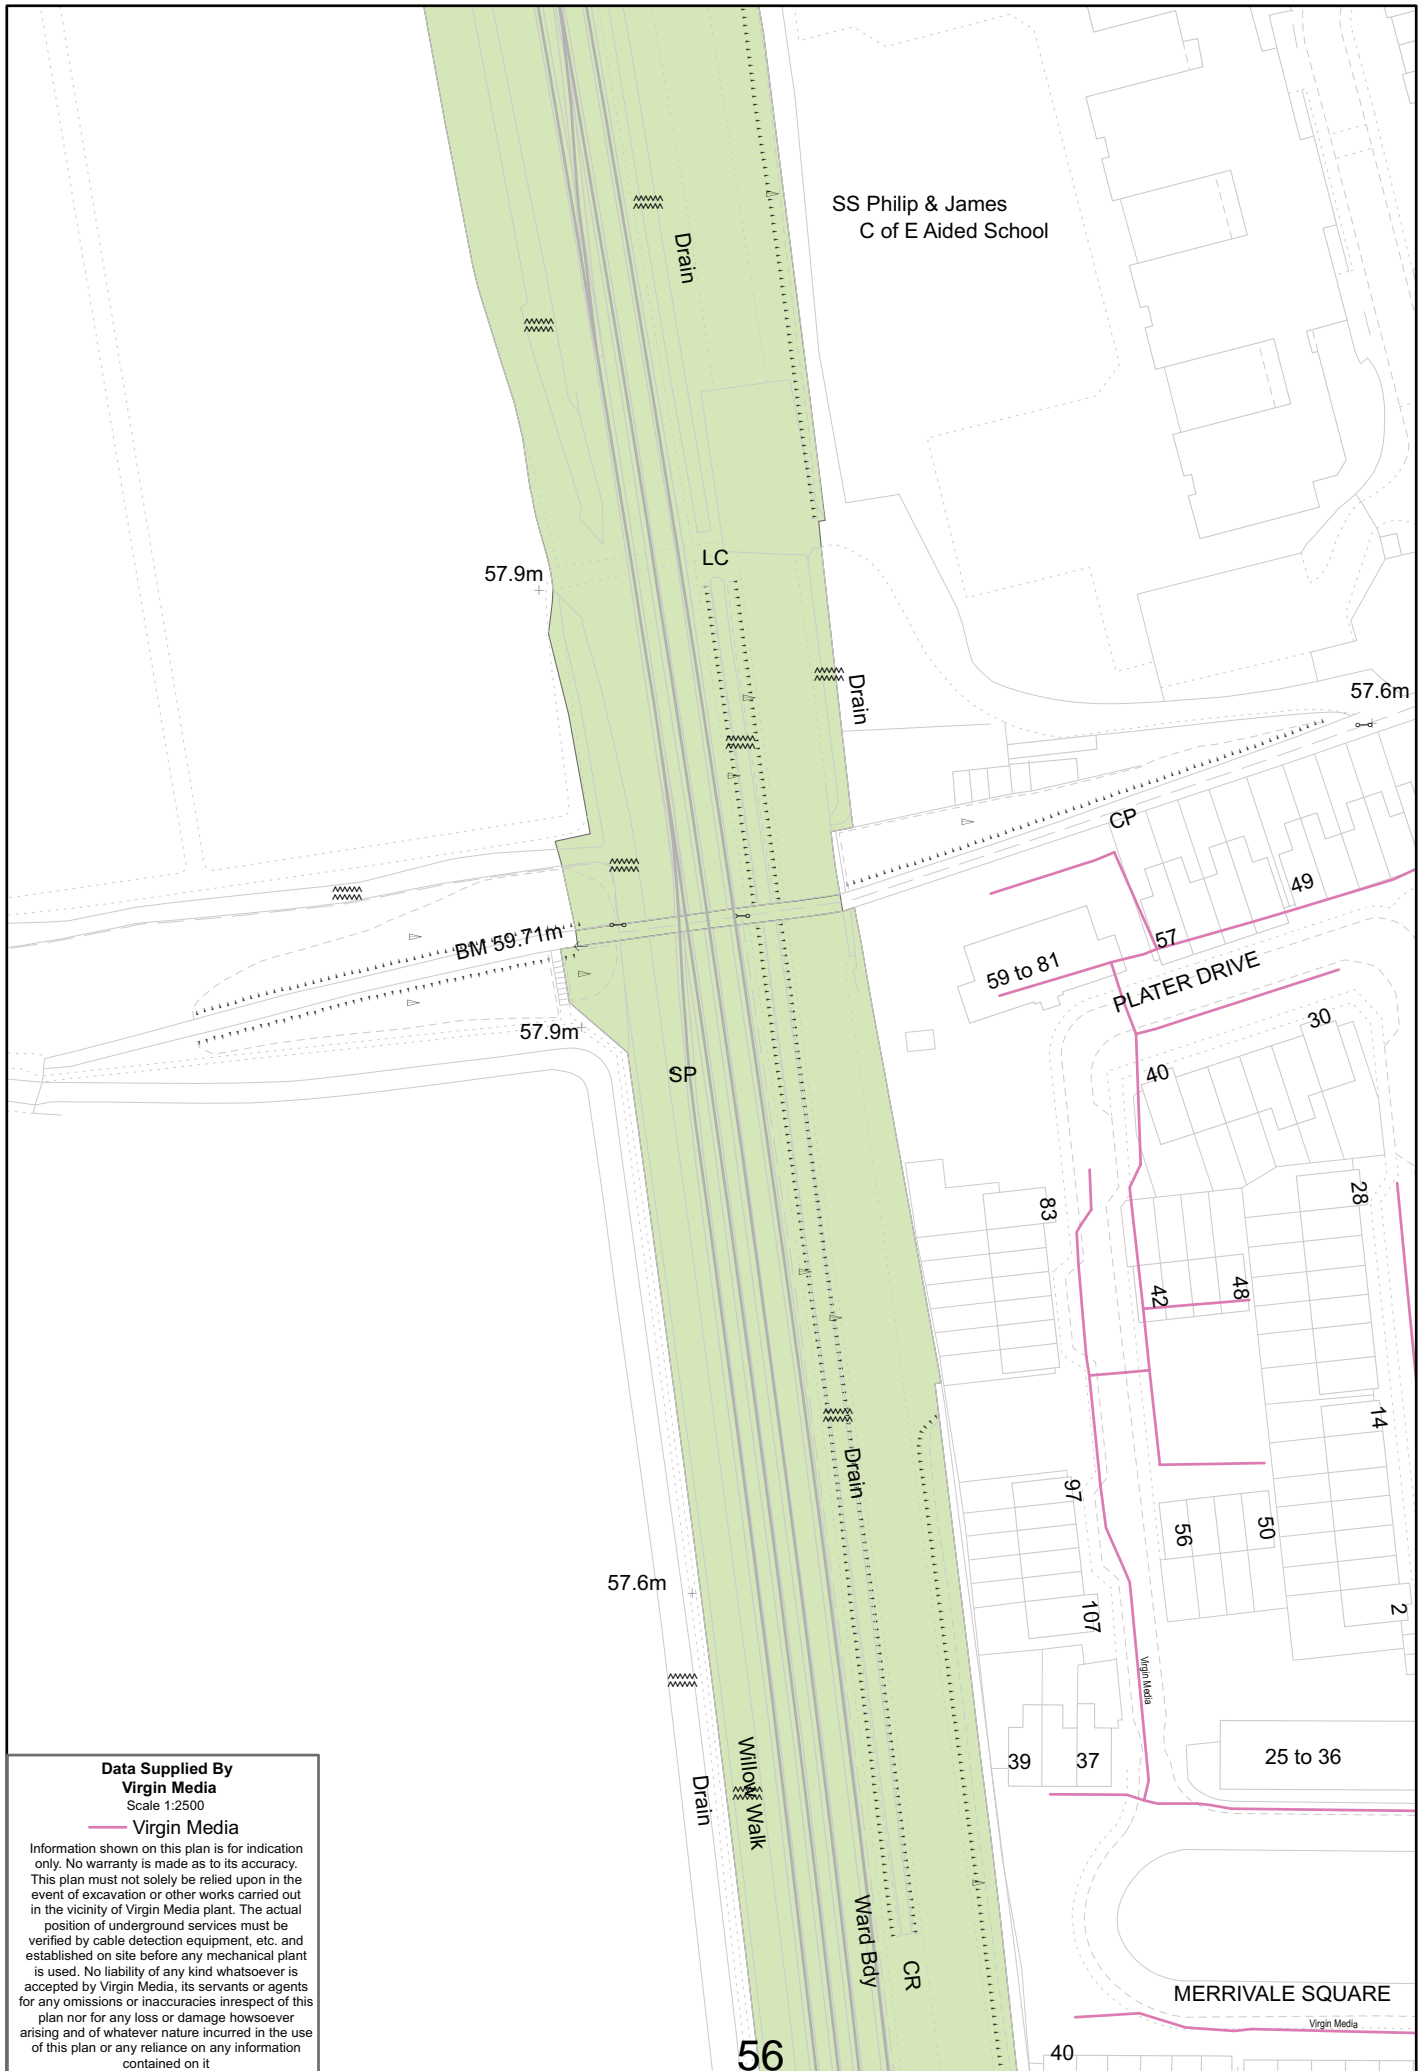 SS Philip & James
C of E Aided School
Drain
LC
57.9m
Drain
57.6m
CP
49
57
59 to 81
PLATER DRIVE
BM 59.71m
57.9m
SP
30
40
83
28
42
48
14
97
56
50
57.6m
107
2
Virgin Media
Drain
39
37
25 to 36
Drain
Willow Walk
Ward Bdy
CR
MERRIVALE SQUARE
Virgin Media
56
40
Data Supplied By
Virgin Media
Scale 1:2500
Virgin Media
Information shown on this plan is for indication
only. No warranty is made as to its accuracy.
This plan must not solely be relied upon in the
event of excavation or other works carried out
in the vicinity of Virgin Media plant. The actual
position of underground services must be
verified by cable detection equipment, etc. and
established on site before any mechanical plant
is used. No liability of any kind whatsoever is
accepted by Virgin Media, its servants or agents
for any omissions or inaccuracies inrespect of this
plan nor for any loss or damage howsoever
arising and of whatever nature incurred in the use
of this plan or any reliance on any information
contained on it